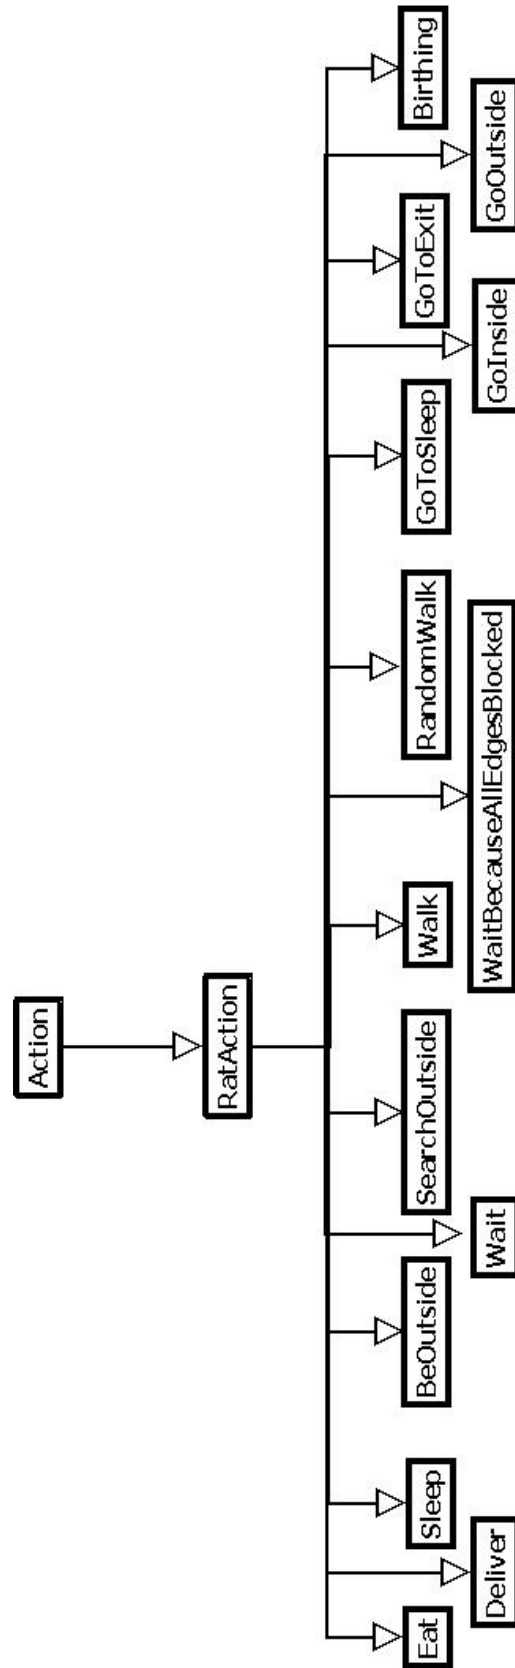 Action
RatAction
Eat
Deliver
Sleep
BeOutside
Wait
SearchOutside
Walk
WaitBecauseAllEdgesBlocked
RandomWalk
GoToSleep
GoInside
GoToExit
GoOutside
Birthing